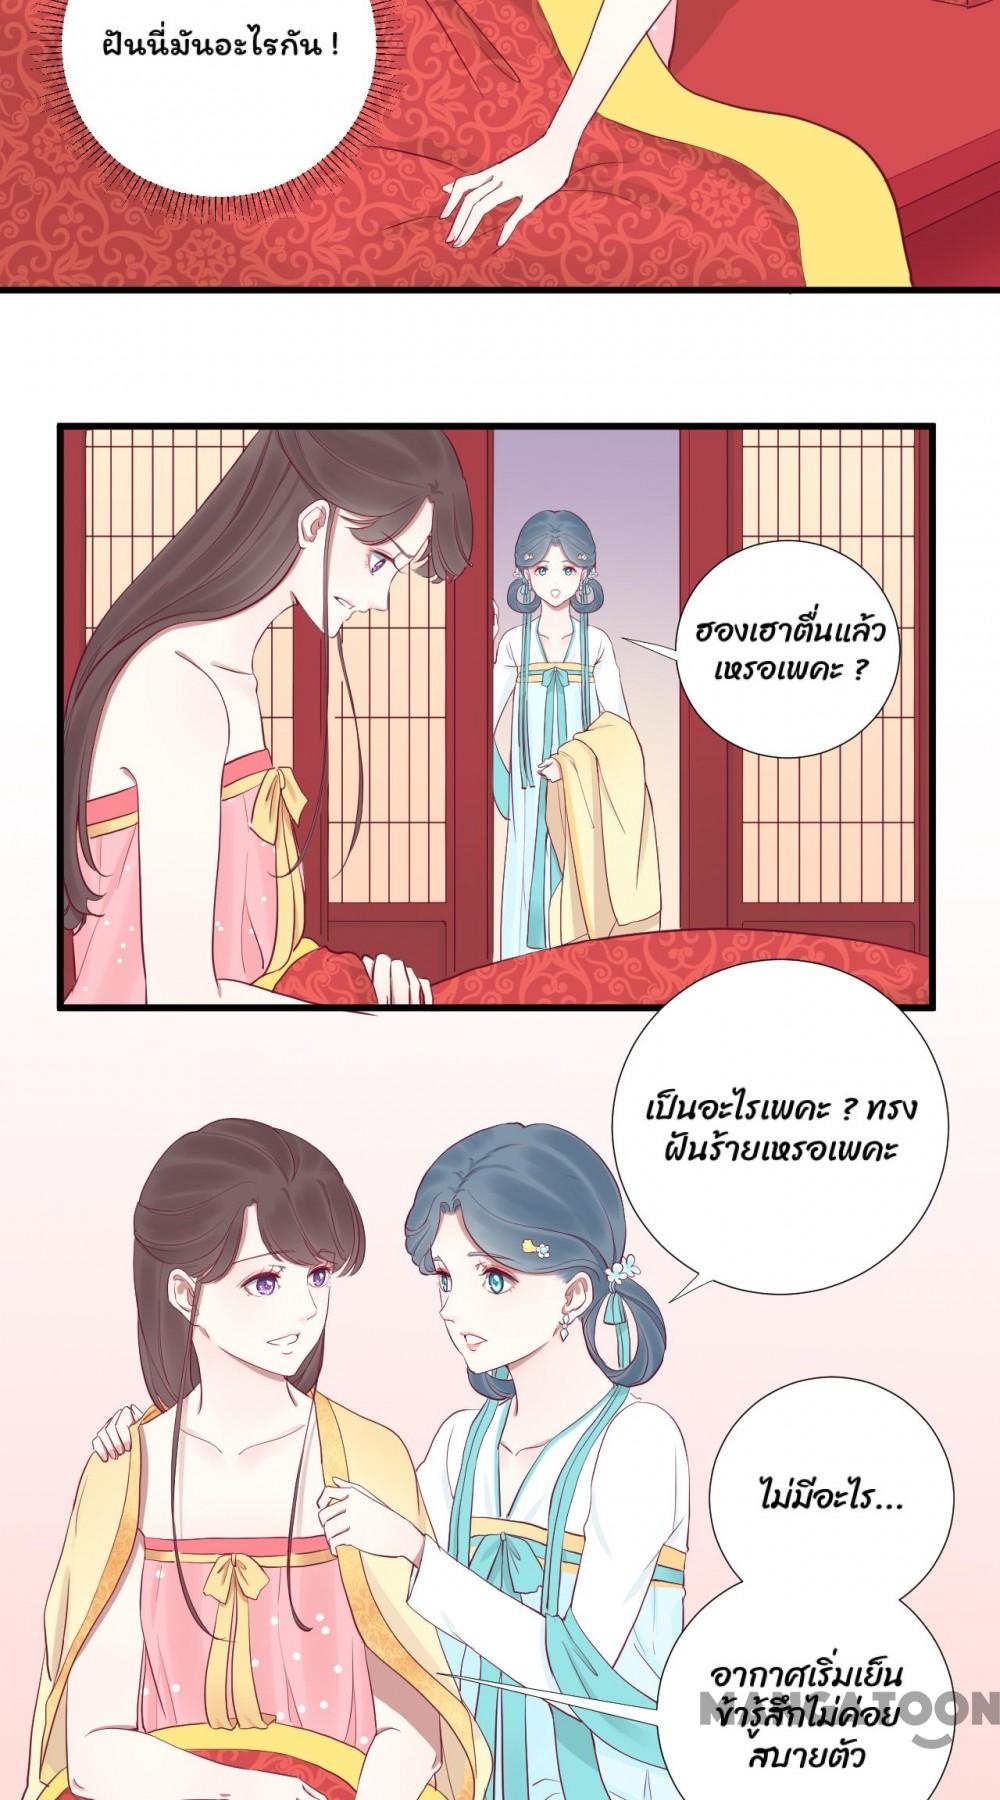 ฝันนี่มันอะไรกัน !
ฮองเฮาตื่นแล้ว
เหรอเพคะ ?
เป็นอะไรเพคะ ? ทรง
ฝันร้ายเหรอเพคะ
ไม่มีอะไร...
อากาศเริ่มเย็น
ข้ารู้สึกไม่ค่อย
สบายตัว
MANGATOON